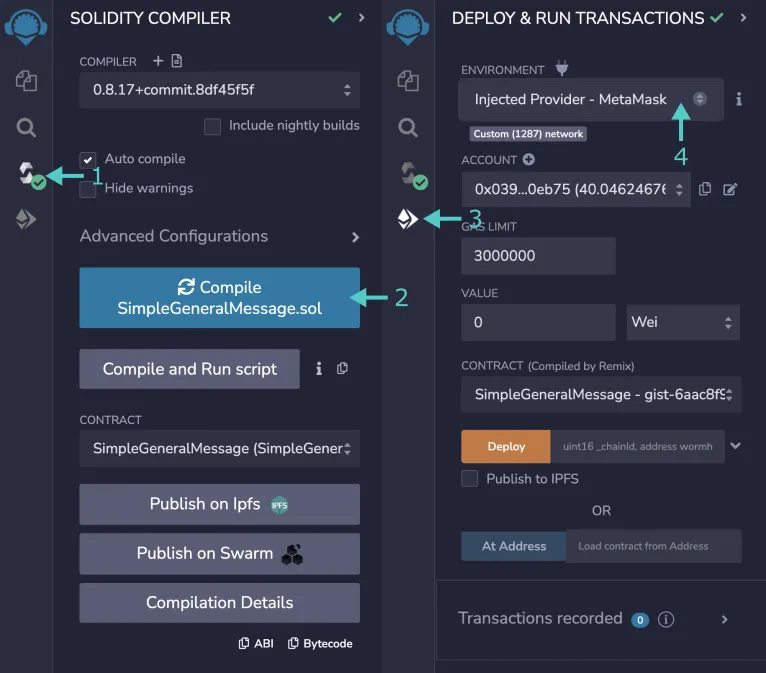 SOLIDITY COMPILER
COMPILER
0.8.17+commit.8df45f5f
Include nightly builds
Auto compile
1
Hide warnings
Advanced Configurations
Compile
SimpleGeneralMessage.sol
2
Compile and Run script
CONTRACT
SimpleGeneralMessage (SimpleGener
Publish on Ipfs
IPFS
Publish on Swarm
Compilation Details
ABI
Bytecode
DEPLOY & RUN TRANSACTIONS
ENVIRONMENT
Injected Provider - MetaMask
Custom (1287) network
4
ACCOUNT
0x039...0eb75 (40.04624676
3
GAS LIMIT
3000000
VALUE
0
Wei
CONTRACT (Compiled by Remix)
SimpleGeneralMessage - gist-6aac8f9
Deploy
uint16 _chainId, address wormh
Publish to IPFS
OR
At Address
Load contract from Address
Transactions recorded 0